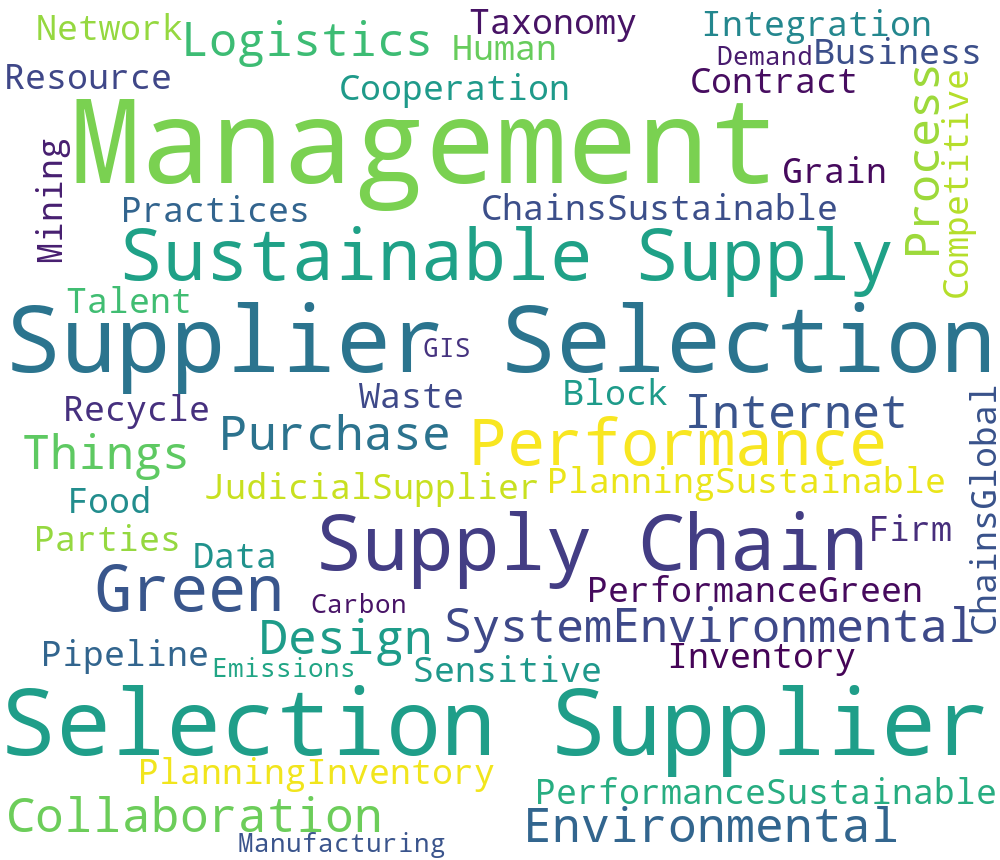 Network
Logistics
Taxonomy
Integration
Human
Demand
Business
Resource
Cooperation
Contract
Process
Competitive
Management
Mining
Grain
Practices
ChainsSustainable
Sustainable Supply
Talent
Supplier Selection
GIS
Recycle
Waste
Block
Internet
ChainsGlobal
Things
Purchase
Performance
Food
JudicialSupplier
PlanningSustainable
Parties
Data
Supply Chain
Firm
Green
Carbon
PerformanceGreen
Design
SystemEnvironmental
Pipeline
Emissions
Sensitive
Inventory
Selection Supplier
PlanningInventory
PerformanceSustainable
Collaboration
Manufacturing
Environmental